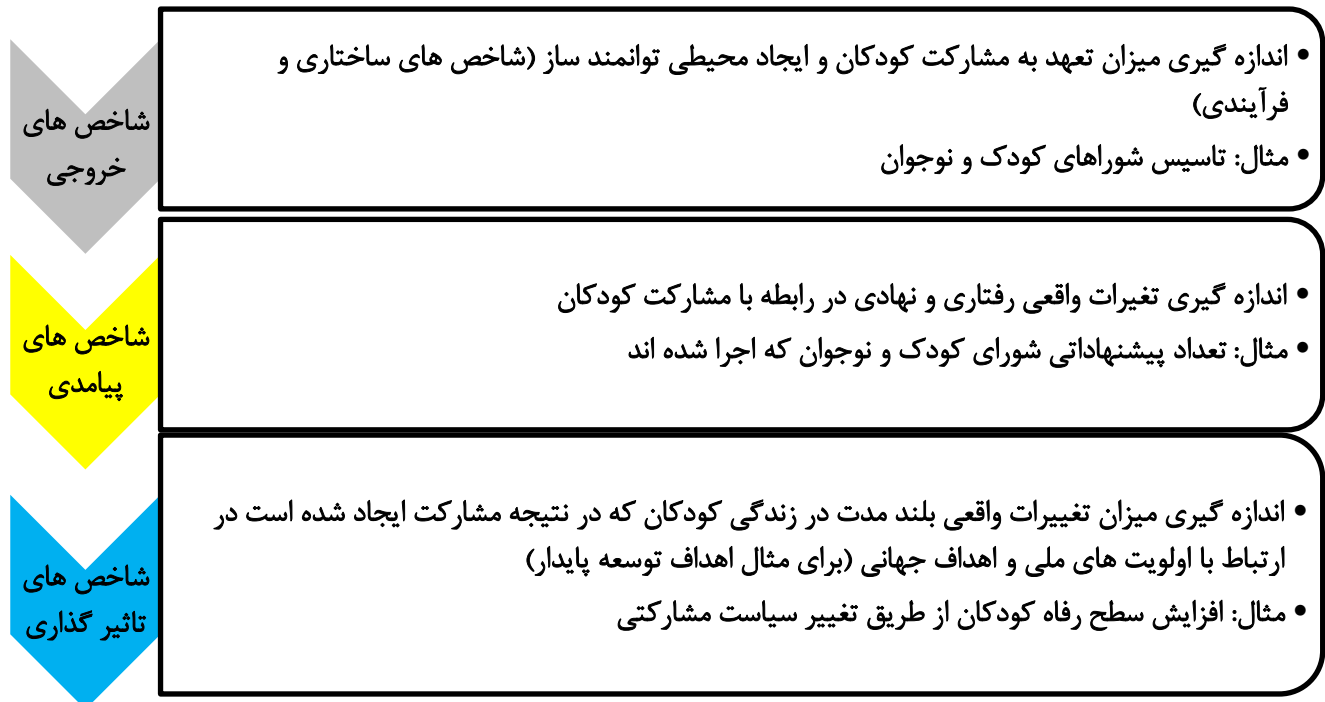 شاخص های
خروجی
• اندازه گیری میزان تعهد به مشارکت کودکان و ایجاد محیطی توانمند ساز (شاخص های ساختاری و
فرآیندی)
• مثال: تاسیس شوراهای کودک و نوجوان
شاخص های
پیامدی
• اندازه گیری تغیرات واقعی رفتاری و نهادی در رابطه با مشارکت کودکان
• مثال: تعداد پیشنهاداتی شورای کودک و نوجوان که اجرا شده اند
شاخص های
تاثیر گذاری
• اندازه گیری میزان تغییرات واقعی بلند مدت در زندگی کودکان که در نتیجه مشارکت ایجاد شده است در
ارتباط با اولویت های ملی و اهداف جهانی (برای مثال اهداف توسعه پایدار)
• مثال: افزایش سطح رفاه کودکان از طریق تغییر سیاست مشارکتی